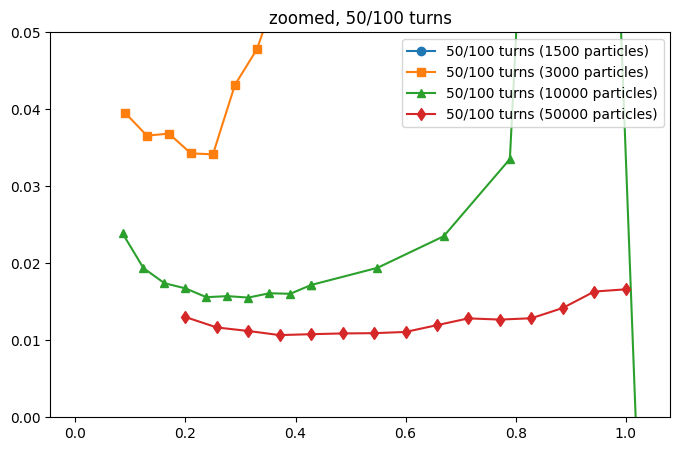 zoomed, 50/100 turns
0.05
0.04
0.03
0.02
0.01
0.00
50/100 turns (1500 particles)
50/100 turns (3000 particles)
50/100 turns (10000 particles)
50/100 turns (50000 particles)
0.0 0.2 0.4 0.6 0.8 1.0